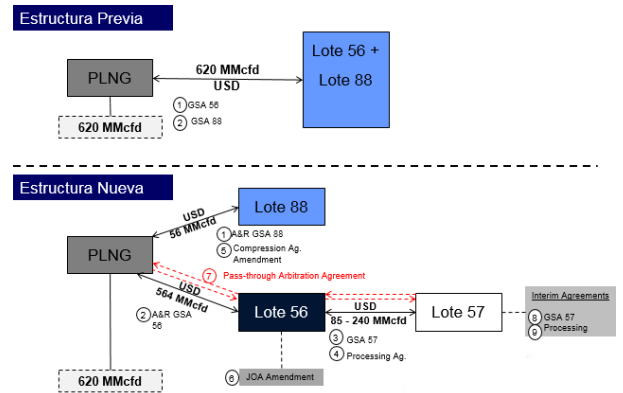 Estructura Previa
PLNG
620 MMcfd
USD
Lote 56 +
Lote 88
① GSA 56
② GSA 88
620 MMcfd
Estructura Nueva
Lote 88
USD
56 MMcfd
① A&R GSA 88
⑤ Compression Ag.
Amendment
PLNG
⑦ Pass-through Arbitration Agreement
USD
564 MMcfd
② A&R GSA
56
Lote 56
USD
85 - 240 MMcfd
Lote 57
③ GSA 57
④ Processing Ag.
Interim Agreements
⑧ GSA 57
⑨ Processing
⑥ JOA Amendment
620 MMcfd